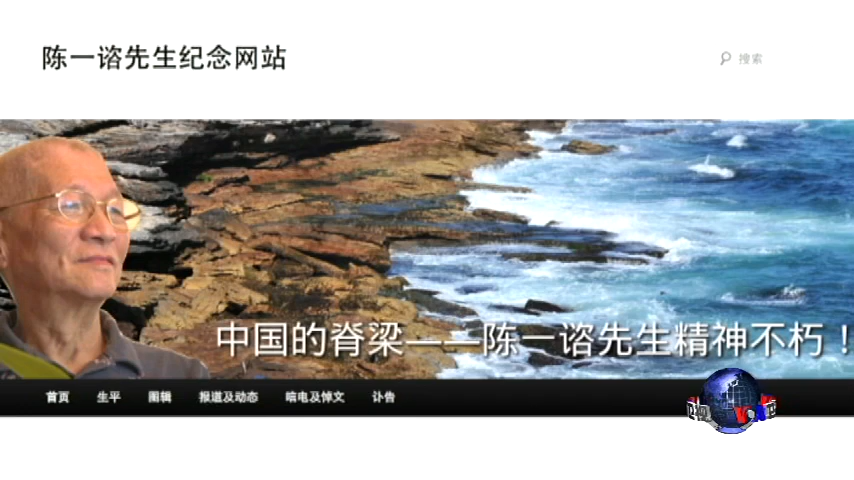 陈一谘先生纪念网站
搜索
中国的脊梁——陈一谘先生精神不朽！
首页 生平 图辑 报道及动态 唁电及悼文 讣告